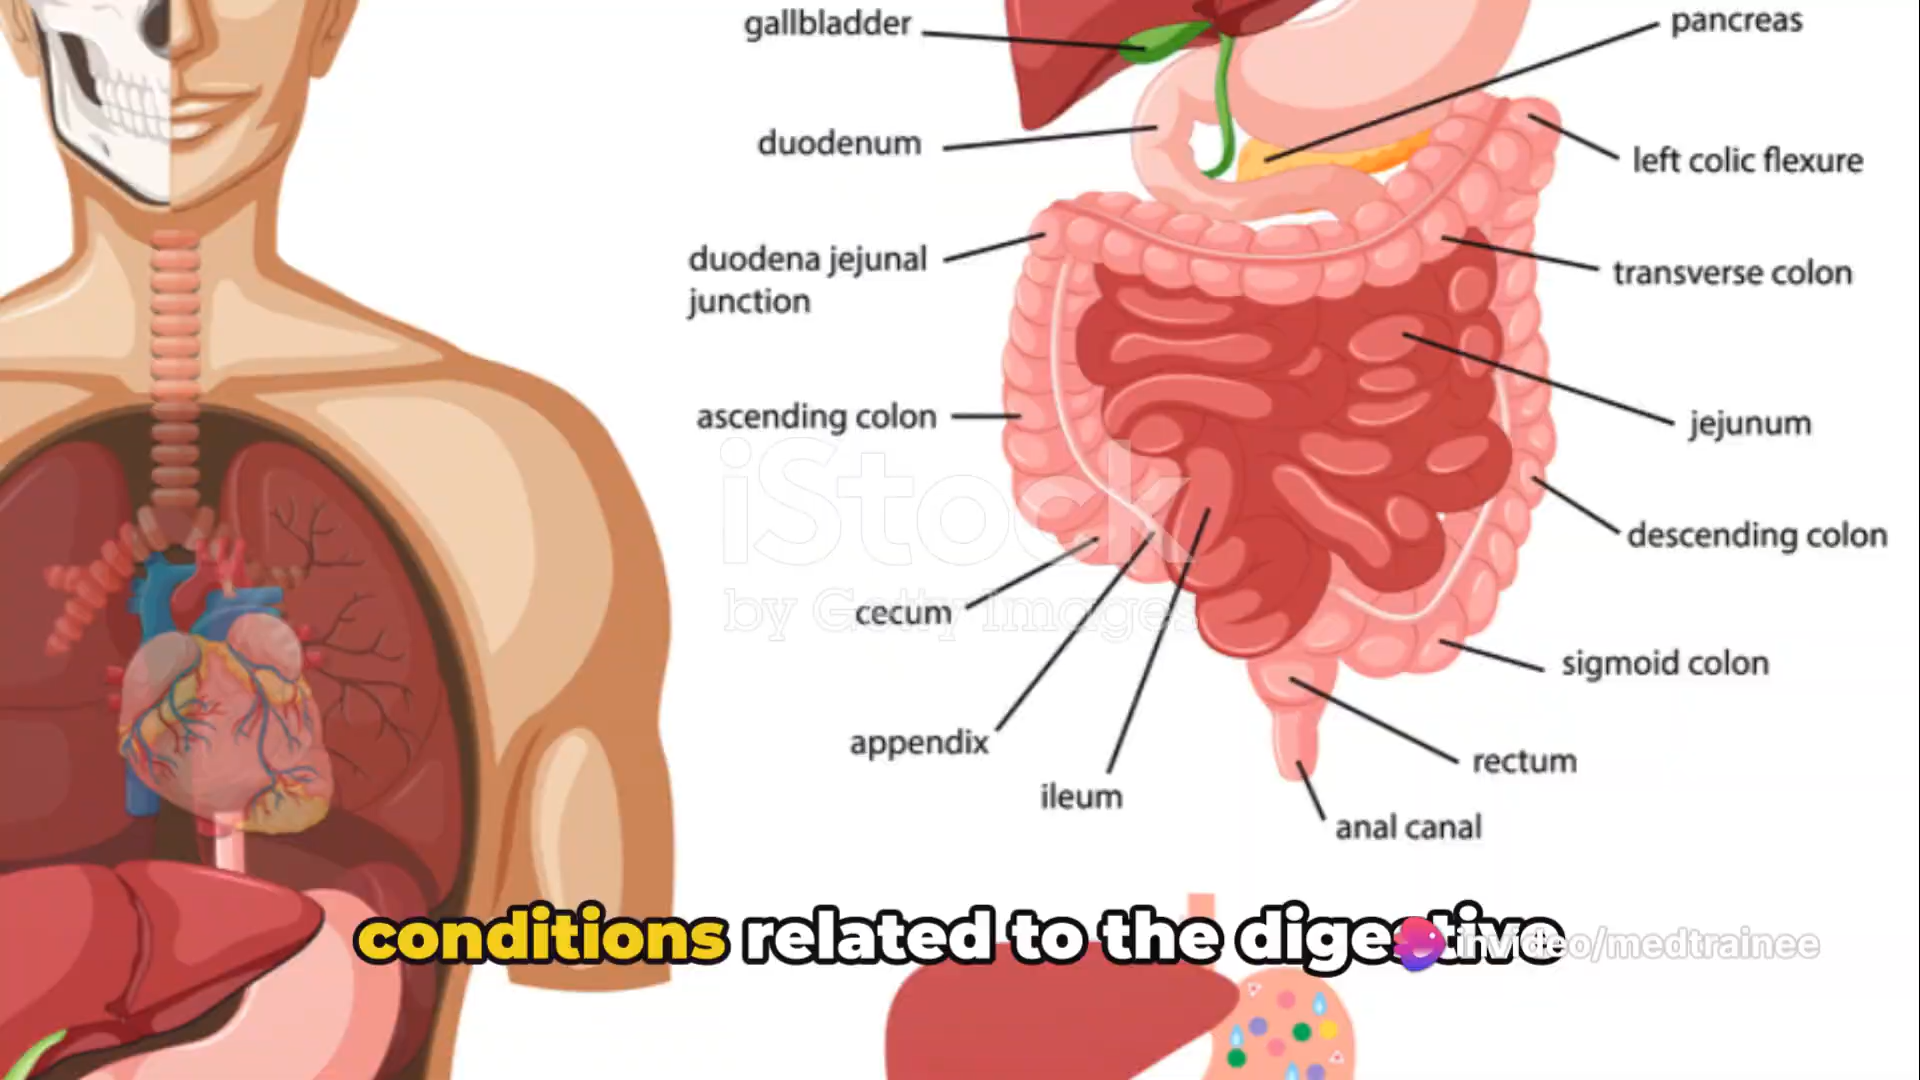 gallbladder
pancreas
duodenum
left colic flexure
duodena jejunal
junction
transverse colon
ascending colon
jejunum
iStock
by Getty Images
descending colon
cecum
sigmoid colon
appendix
rectum
ileum
anal canal
conditions related to the digestive
invideo/medtrainee